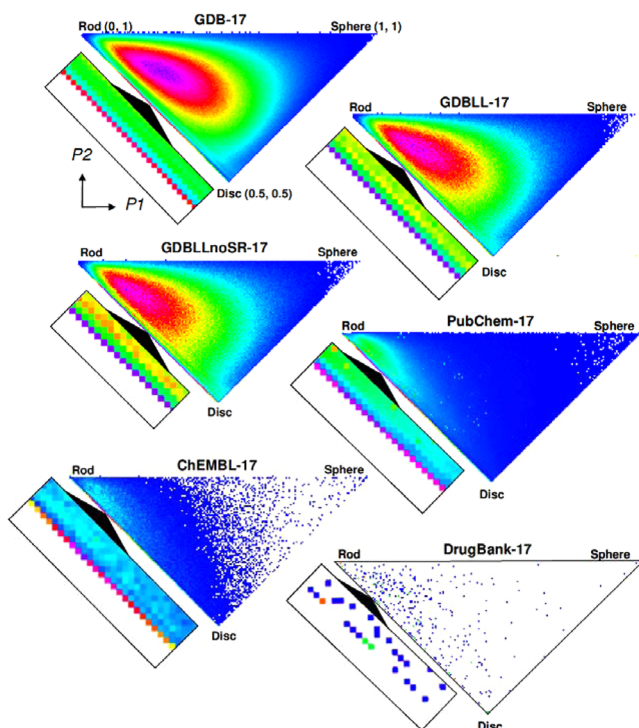 GDB-17
Rod (0, 1)
Sphere (1, 1)
Disc (0.5, 0.5)
P2
P1
GDBLL-17
Rod
Sphere
Disc
GDBLLnoSR-17
Rod
Sphere
Disc
PubChem-17
Rod
Sphere
Disc
ChEMBL-17
Rod
Sphere
Disc
DrugBank-17
Rod
Sphere
Disc